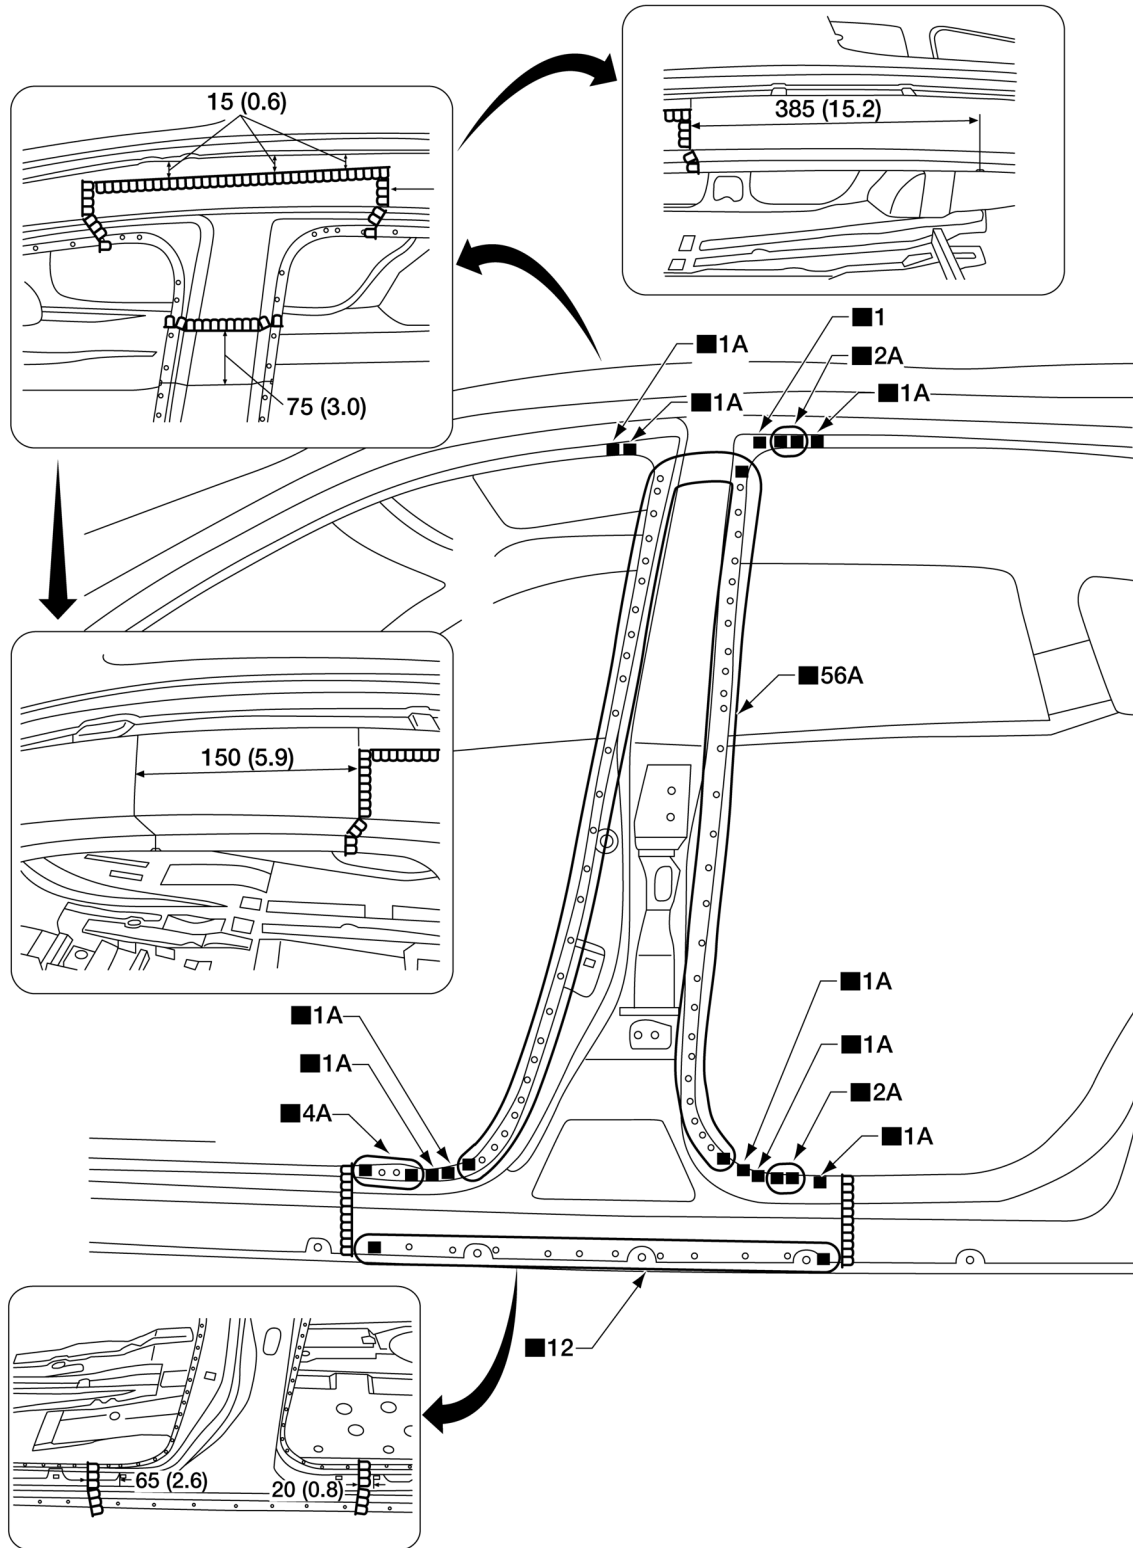 385 (15.2)
15 (0.6)
75 (3.0)
■1
■1A
■2A
■1A
■1A
■56A
150 (5.9)
■1A
■1A
■1A
■1A
■2A
■4A
■1A
■12
65 (2.6)
20 (0.8)